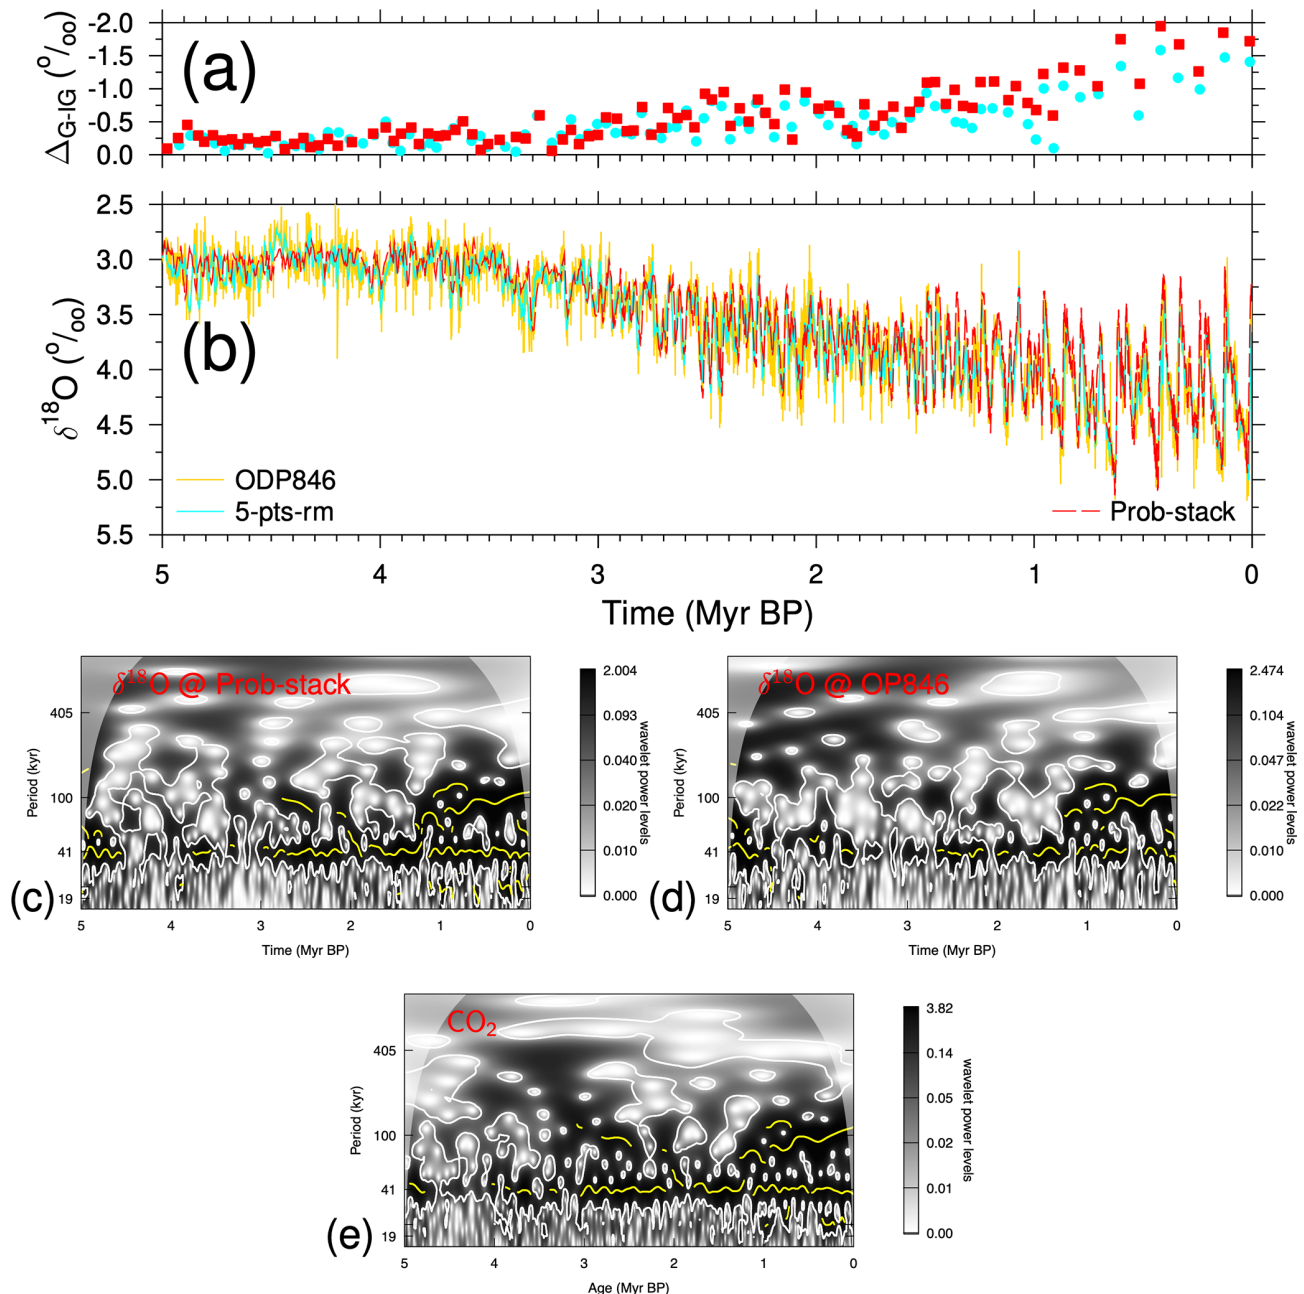 (a)
ΔG-IG (o/oo)
-2.0
-1.5
-1.0
-0.5
0.0
(b)
δ18O (o/oo)
2.5
3.0
3.5
4.0
4.5
5.0
5.5
ODP846
5-pts-rm
Prob-stack
5 4 3 2 1 0
Time (Myr BP)
δ18O @ Prob-stack
405
100
41
19
Period (kyr)
5 4 3 2 1 0
Time (Myr BP)
2.004
0.093
0.040
0.020
0.010
0.000
wavelet power levels
(c)
δ18O @ OP846
405
100
41
19
Period (kyr)
5 4 3 2 1 0
Time (Myr BP)
2.474
0.104
0.047
0.022
0.010
0.000
wavelet power levels
(d)
CO2
405
100
41
19
Period (kyr)
5 4 3 2 1 0
Age (Myr BP)
3.82
0.14
0.05
0.02
0.01
0.00
wavelet power levels
(e)